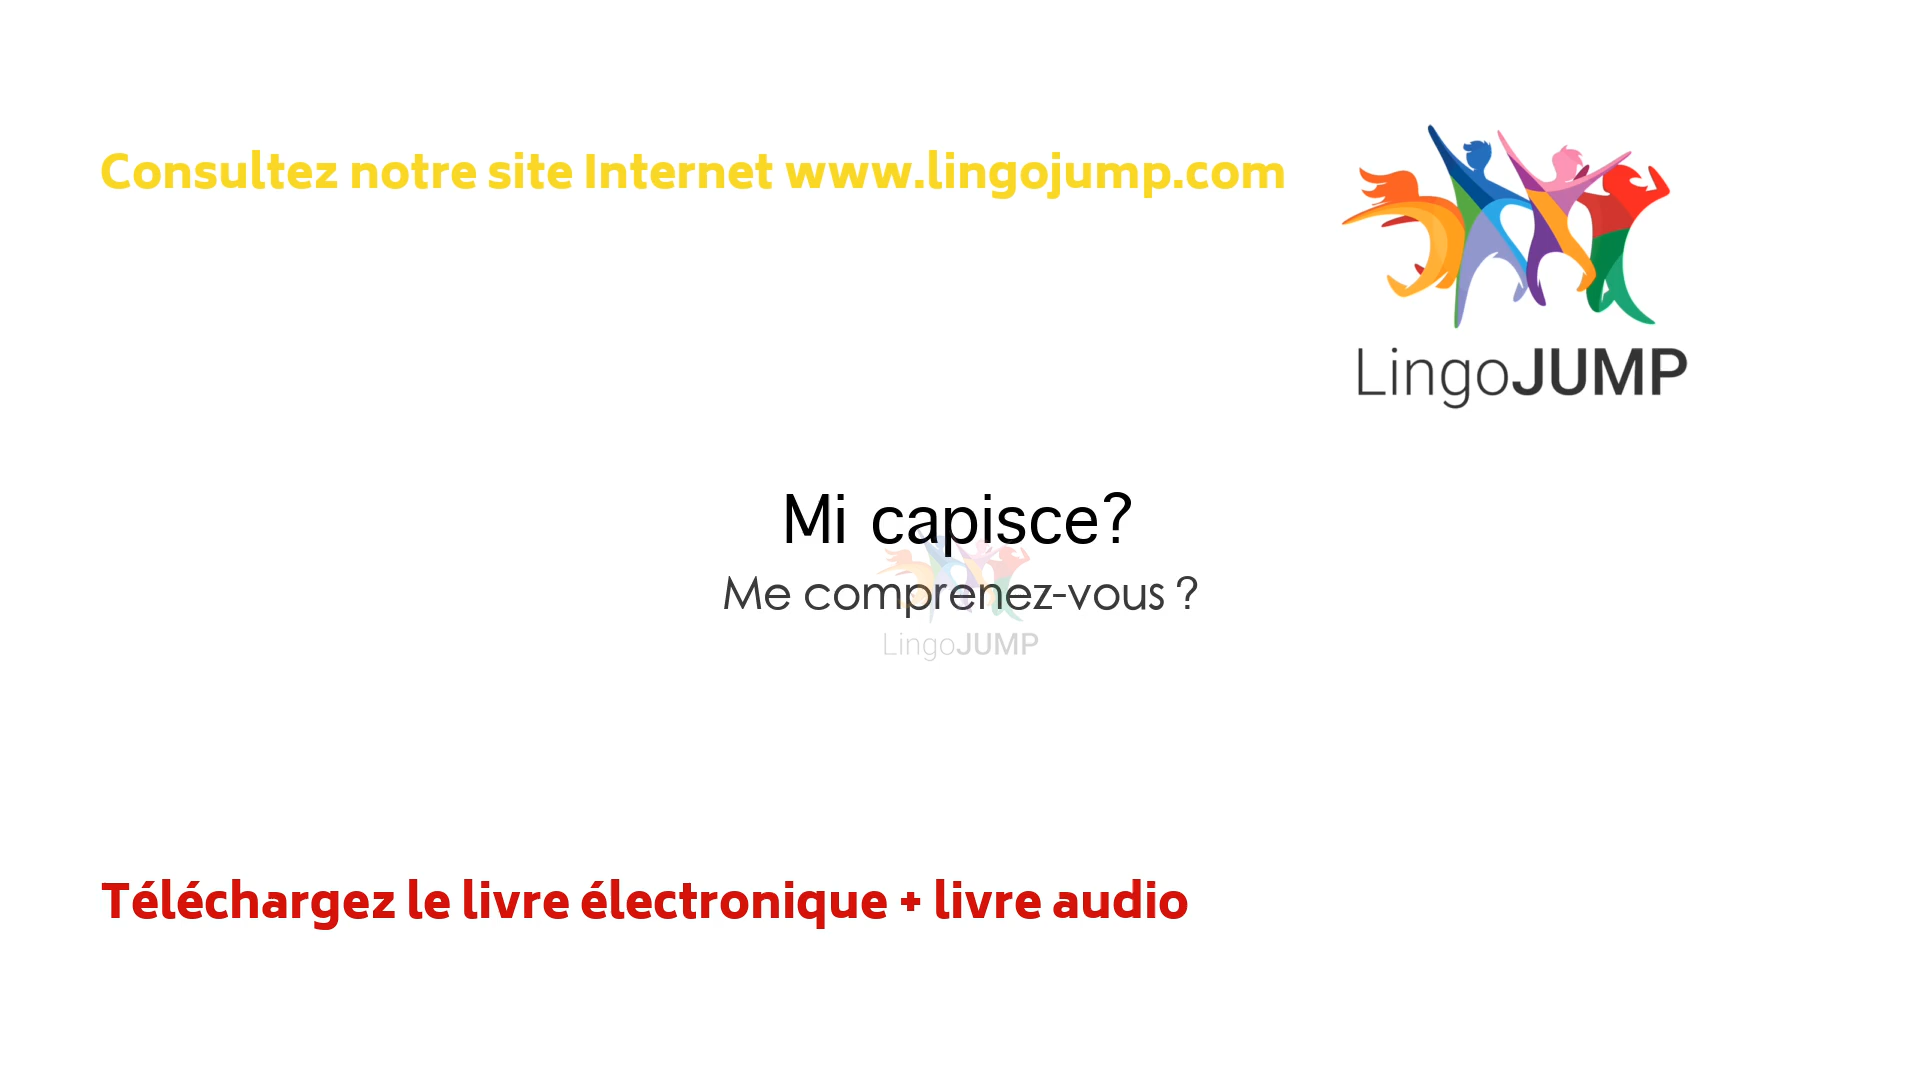 Consultez notre site Internet www.lingojump.com
LingoJUMP
Mi capisce?
Me comprenez-vous ?
LingoJUMP
Téléchargez le livre électronique + livre audio